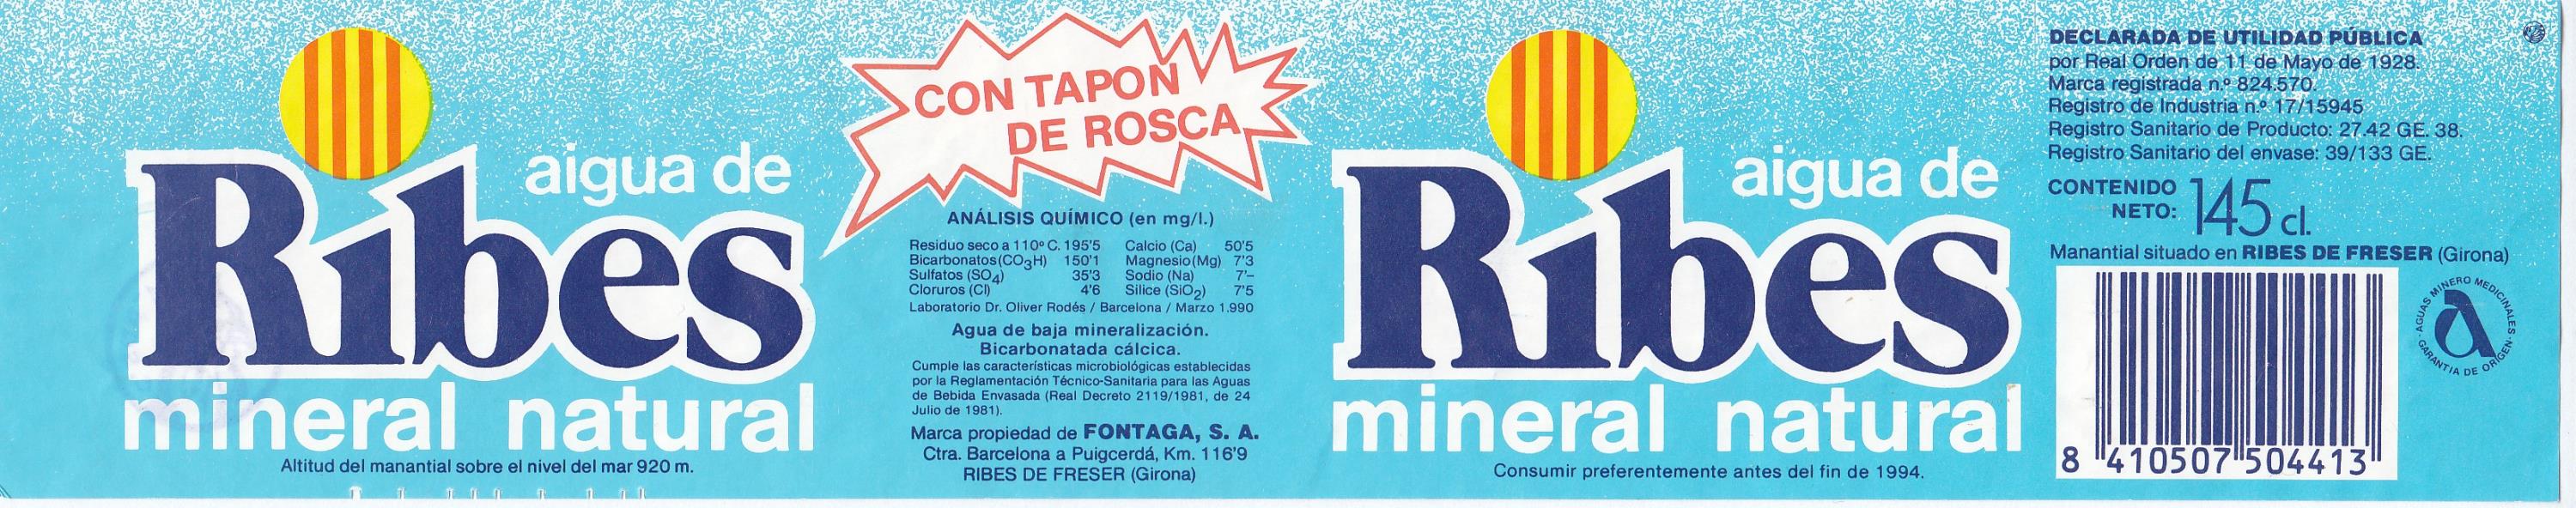 aigua de
Ribes
mineral natural
Altitud del manantial sobre el nivel del mar 920 m.
CON TAPON
DE ROSCA
ANÁLISIS QUÍMICO (en mg/l.)
Residuo seco a 110º C. 195'5 Calcio (Ca) 50'5
Bicarbonatos (CO3H) 150'1 Magnesio (Mg) 7'3
Sulfatos (SO4) 35'3 Sodio (Na) 7'-
Cloruros (Cl) 4'6 Silice (SiO2) 7'5
Laboratorio Dr. Oliver Rodés / Barcelona / Marzo 1.990
Agua de baja mineralización.
Bicarbonatada cálcica.
Cumple las características microbiológicas establecidas
por la Reglamentación Técnico-Sanitaria para las Aguas
de Bebida Envasada (Real Decreto 2119/1981, de 24
Julio de 1981).
Marca propiedad de FONTAGA, S. A.
Ctra. Barcelona a Puigcerdá, Km. 116'9
RIBES DE FRESER (Girona)
aigua de
Ribes
mineral natural
Consumir preferentemente antes del fin de 1994.
DECLARADA DE UTILIDAD PÚBLICA
por Real Orden de 11 de Mayo de 1928.
Marca registrada n.º 824.570.
Registro de Industria n.º 17/15945
Registro Sanitario de Producto: 27.42 GE. 38.
Registro Sanitario del envase: 39/133 GE.
CONTENIDO
NETO: 145 cl.
Manantial situado en RIBES DE FRESER (Girona)
8 410507 504413
AGUAS MINERO MEDICINALES
GARANTIA DE ORIGEN